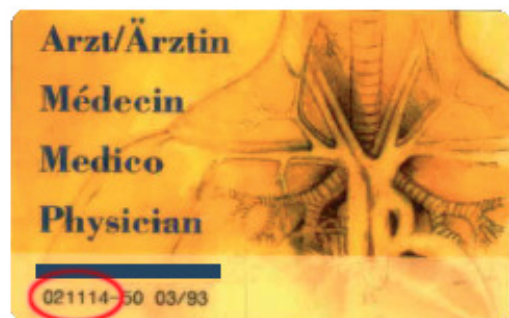 Arzt/Ärztin
Médecin
Medico
Physician
021114-50 03/93